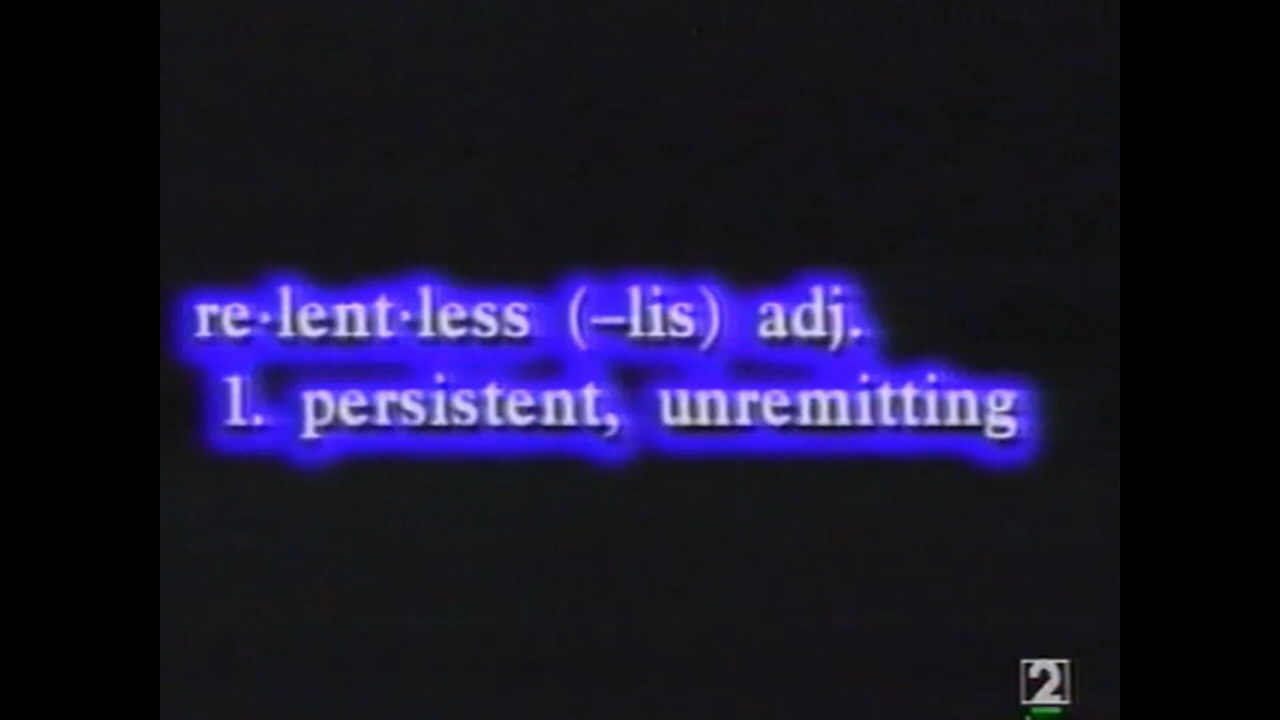 re·lent·less (–lis) adj.
1. persistent, unremitting
2